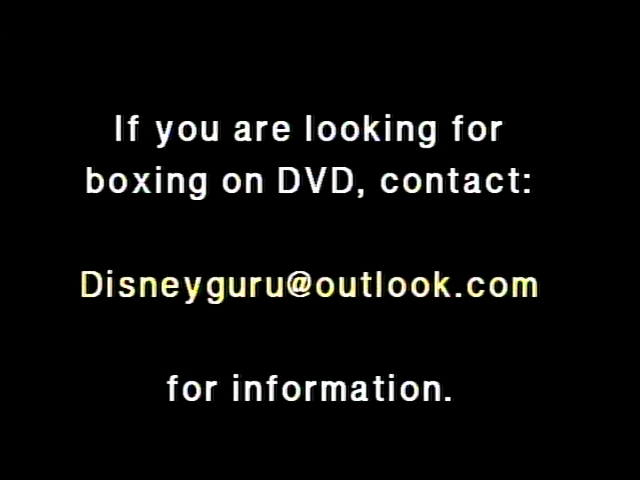 If you are looking for
boxing on DVD, contact:
Disneyguru@outlook.com
for information.